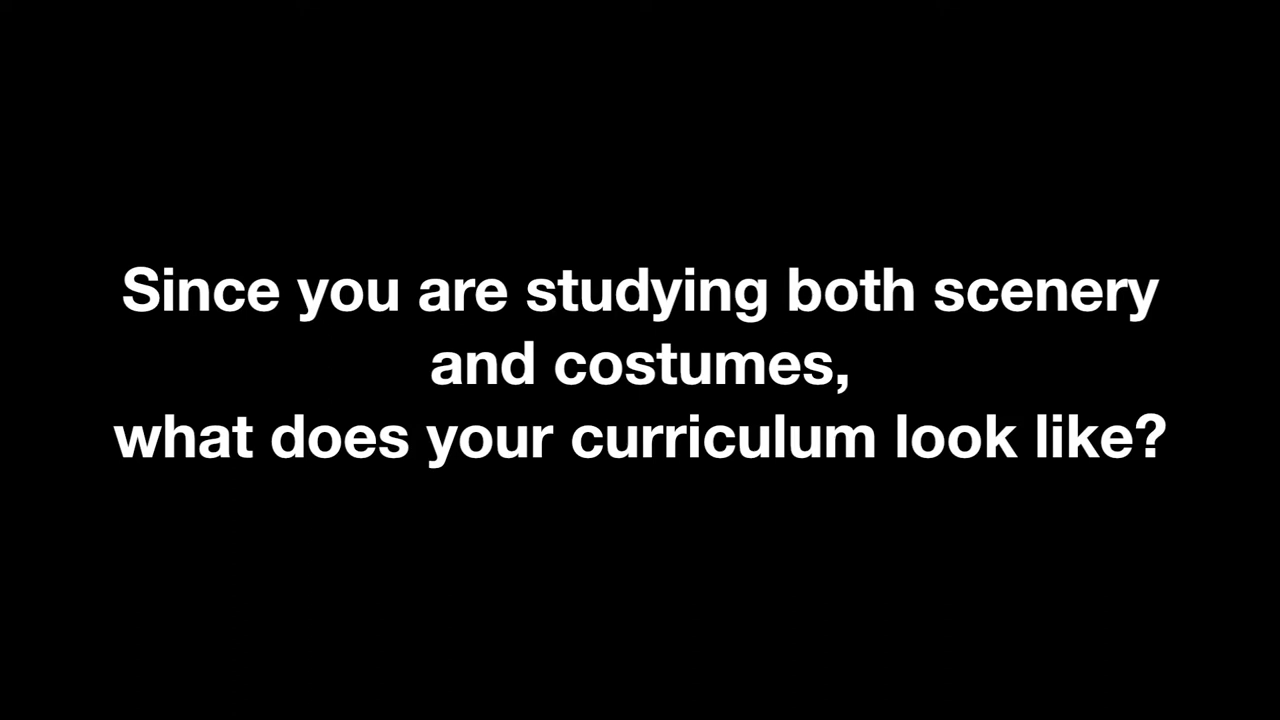 Since you are studying both scenery
and costumes,
what does your curriculum look like?